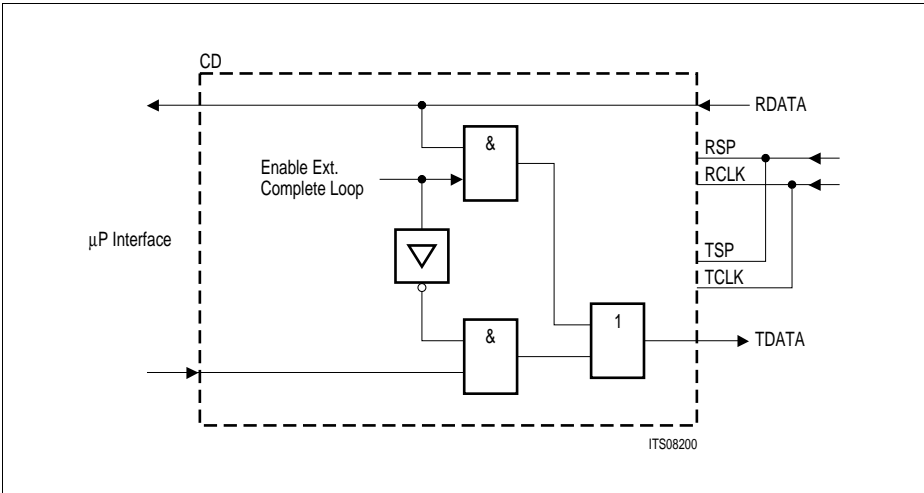 CD
RDATA
&
RSP
Enable Ext.
Complete Loop
RCLK
µP Interface
TSP
TCLK
1
&
TDATA
ITS08200